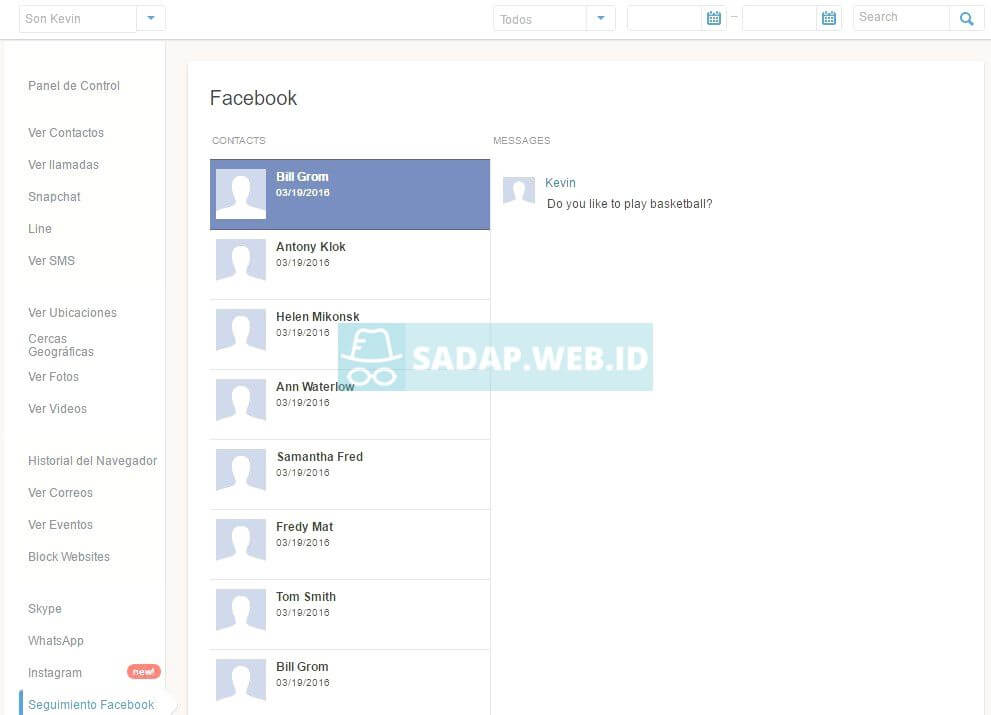 Son Kevin
Todos
–
Search
Panel de Control
Ver Contactos
Ver llamadas
Snapchat
Line
Ver SMS
Ver Ubicaciones
Cercas
Geográficas
Ver Fotos
Ver Videos
Historial del Navegador
Ver Correos
Ver Eventos
Block Websites
Skype
WhatsApp
Instagram new!
Seguimiento Facebook
Facebook
CONTACTS
Bill Grom
03/19/2016
Antony Klok
03/19/2016
Helen Mikonsk
03/19/2016
Ann Waterlow
03/19/2016
Samantha Fred
03/19/2016
Fredy Mat
03/19/2016
Tom Smith
03/19/2016
Bill Grom
03/19/2016
MESSAGES
Kevin
Do you like to play basketball?
SADAP.WEB.ID